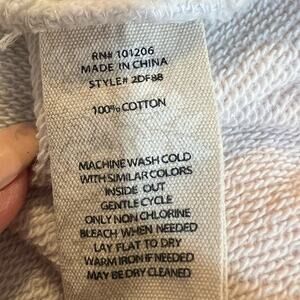 RN# 101206
MADE IN CHINA
STYLE# 2DF88
100% COTTON
MACHINE WASH COLD
WITH SIMILAR COLORS
INSIDE OUT
GENTLE CYCLE
ONLY NON CHLORINE
BLEACH WHEN NEEDED
LAY FLAT TO DRY
WARM IRON IF NEEDED
MAY BE DRY CLEANED